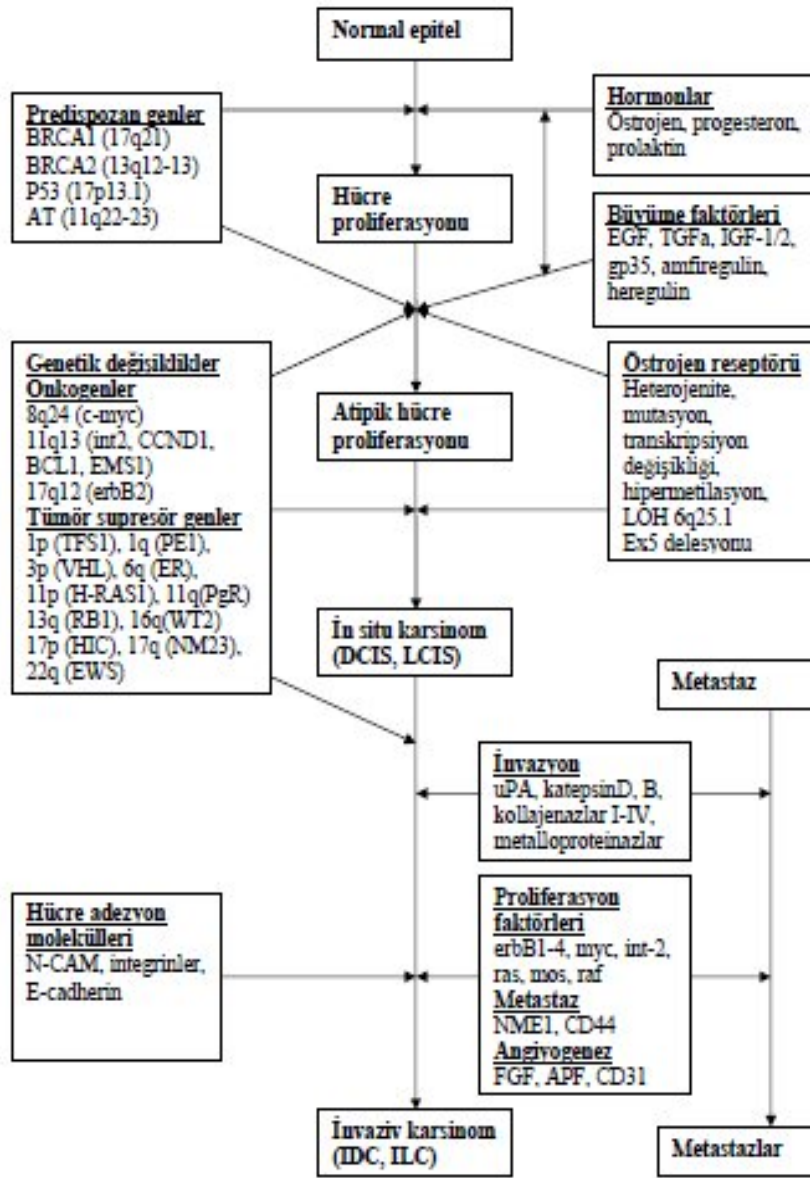 Normal epitel
Predispozan genler
BRCA1 (17q21)
BRCA2 (13q12-13)
P53 (17p13.1)
AT (11q22-23)
Hormonlar
Östrojen, progesteron,
prolaktin
Hücre
proliferasyonu
Büyüme faktörleri
EGF, TGFa, IGF-1/2,
gp35, amfiregulin,
heregulin
Genetik değişiklikler
Onkogenler
8q24 (c-myc)
11q13 (int2, CCND1,
BCL1, EMS1)
17q12 (erbB2)
Tümör supresör genler
1p (TFS1), 1q (PE1),
3p (VHL), 6q (ER),
11p (H-RAS1), 11q(PgR)
13q (RB1), 16q(WT2)
17p (HIC), 17q (NM23),
22q (EWS)
Atipik hücre
proliferasyonu
Östrojen reseptörü
Heterojenite,
mutasyon,
transkripsiyon
değişikliği,
hipermetilasyon,
LOH 6q25.1
Ex5 delesyonu
İn situ karsinom
(DCIS, LCIS)
Metastaz
İnvazyon
uPA, katepsinD, B,
kollajenazlar I-IV,
metalloproteinazlar
Hücre adezyon
molekülleri
N-CAM, integrinler,
E-cadherin
Proliferasyon
faktörleri
erbB1-4, myc, int-2,
ras, mos, raf
Metastaz
NME1, CD44
Angiyogenez
FGF, APF, CD31
İnvaziv karsinom
(IDC, ILC)
Metastazlar